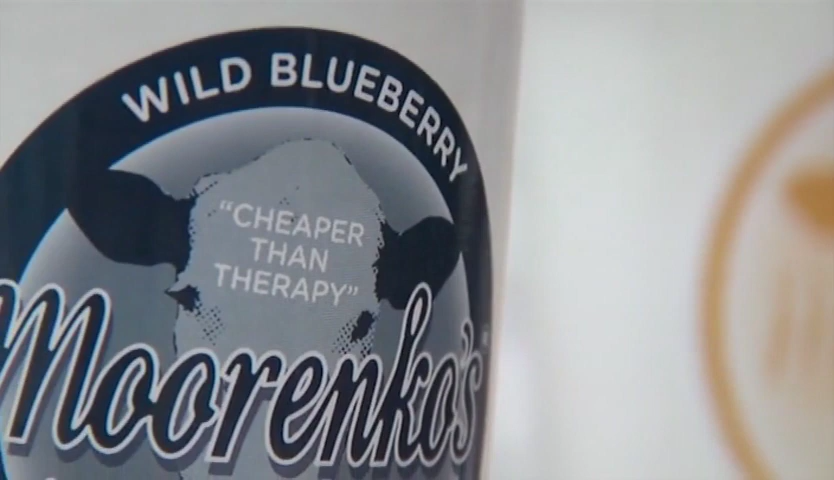 WILD BLUEBERRY
"CHEAPER
THAN
THERAPY"
Moorenko's